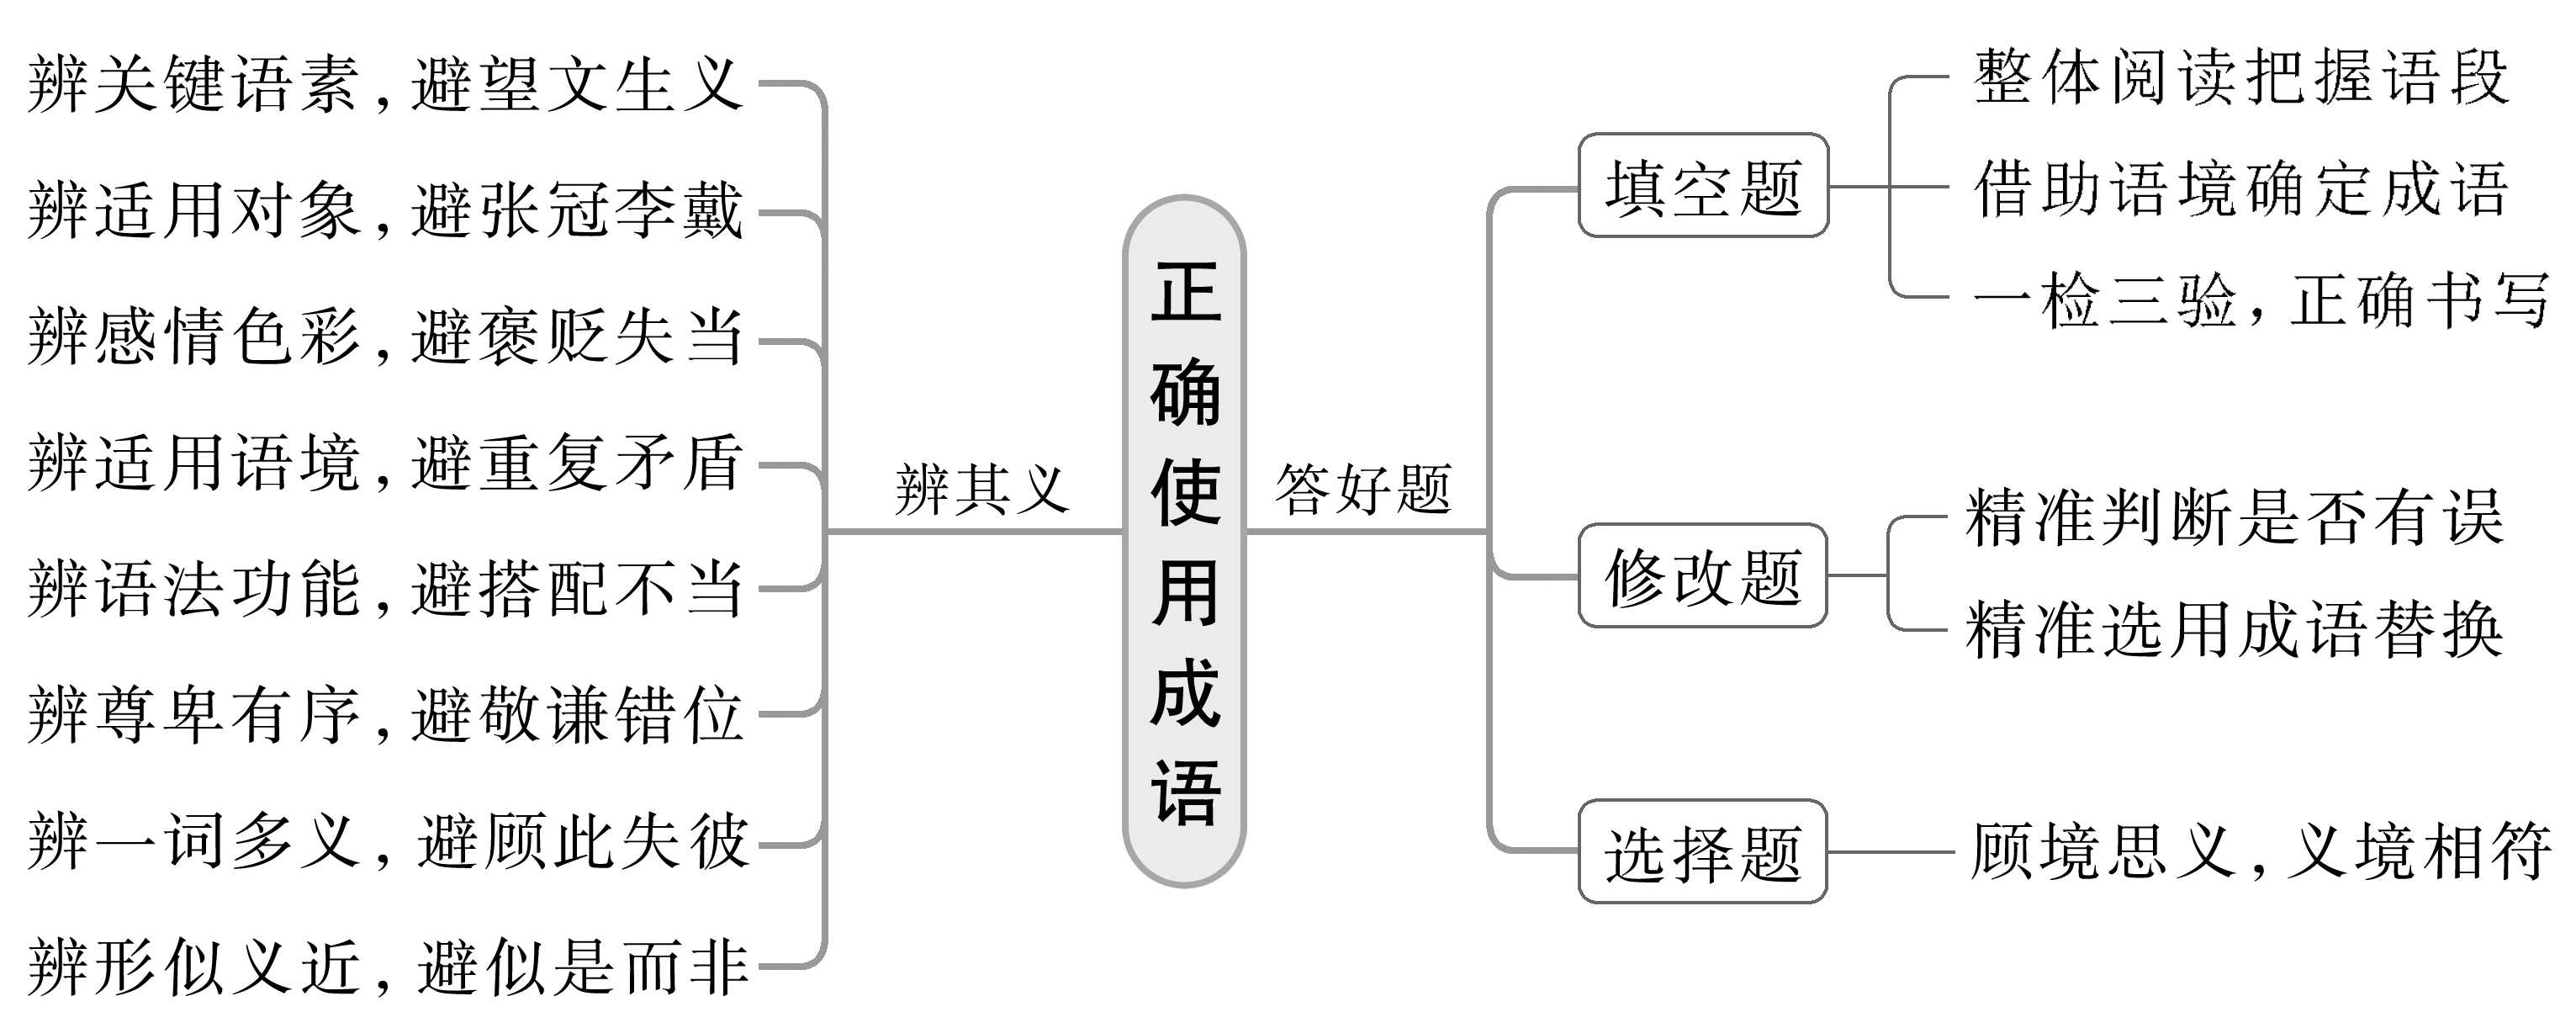 辨关键语素，避望文生义
辨适用对象，避张冠李戴
辨感情色彩，避褒贬失当
辨适用语境，避重复矛盾
辨语法功能，避搭配不当
辨尊卑有序，避敬谦错位
辨一词多义，避顾此失彼
辨形似义近，避似是而非
辨其义
正确使用成语
答好题
填空题
整体阅读把握语段
借助语境确定成语
一检三验，正确书写
修改题
精准判断是否有误
精准选用成语替换
选择题
顾境思义，义境相符